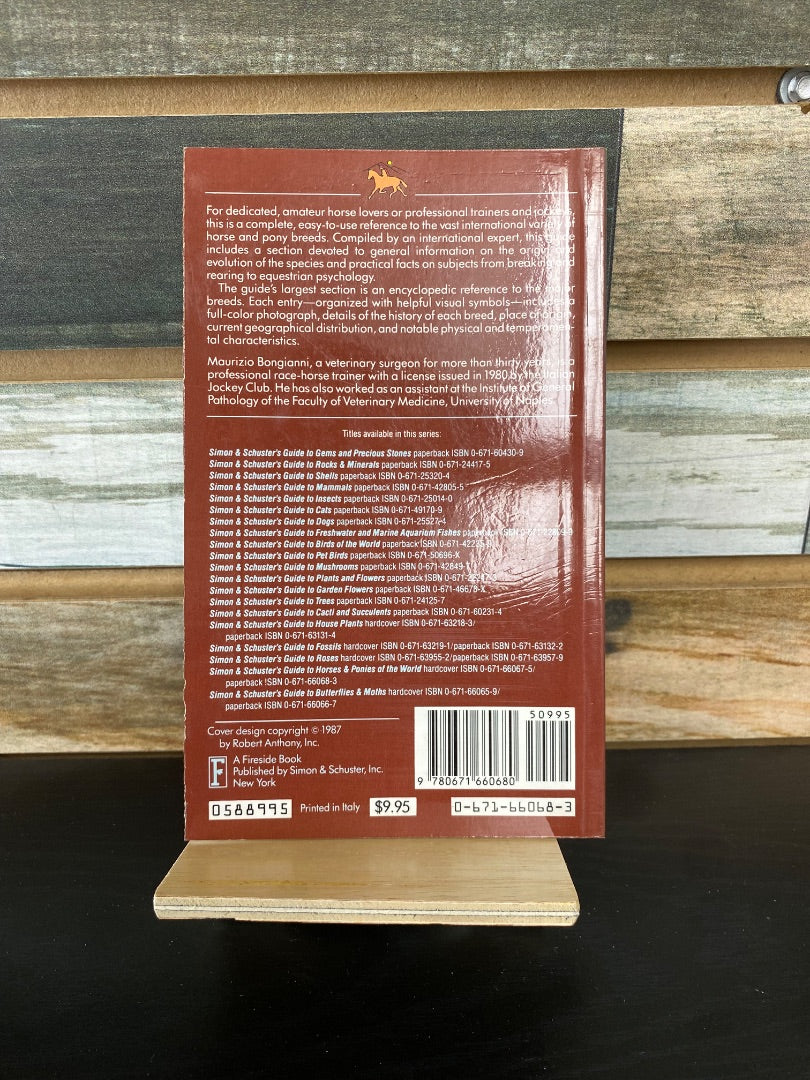 For dedicated, amateur horse lovers or professional trainers and jockeys,
this is a complete, easy-to-use reference to the vast international variety of
horse and pony breeds. Compiled by an international expert, this guide
includes a section devoted to general information on the origin and
evolution of the species and practical facts on subjects from breaking and
rearing to equestrian psychology.
The guide's largest section is an encyclopedic reference to the major
breeds. Each entry—organized with helpful visual symbols—includes a
full-color photograph, details of the history of each breed, place of origin,
current geographical distribution, and notable physical and temperamen-
tal characteristics.
Maurizio Bongianni, a veterinary surgeon for more than thirty years, is a
professional race-horse trainer with a license issued in 1980 by the Italian
Jockey Club. He has also worked as an assistant at the Institute of General
Pathology of the Faculty of Veterinary Medicine, University of Naples.
Titles available in this series:
Simon & Schuster's Guide to Gems and Precious Stones paperback ISBN 0-671-60430-9
Simon & Schuster's Guide to Rocks & Minerals paperback ISBN 0-671-24417-5
Simon & Schuster's Guide to Shells paperback ISBN 0-671-25320-4
Simon & Schuster's Guide to Mammals paperback ISBN 0-671-42805-5
Simon & Schuster's Guide to Insects paperback ISBN 0-671-25014-0
Simon & Schuster's Guide to Cats paperback ISBN 0-671-49170-9
Simon & Schuster's Guide to Dogs paperback ISBN 0-671-25527-4
Simon & Schuster's Guide to Freshwater and Marine Aquarium Fishes paperback ISBN
Simon & Schuster's Guide to Birds of the World paperback ISBN
Simon & Schuster's Guide to Pet Birds paperback ISBN 0-671-50696-X
Simon & Schuster's Guide to Mushrooms paperback ISBN
Simon & Schuster's Guide to Plants and Flowers paperback ISBN
Simon & Schuster's Guide to Garden Flowers paperback ISBN 0-671-46678-X
Simon & Schuster's Guide to Trees paperback ISBN 0-671-24125-7
Simon & Schuster's Guide to Cacti and Succulents paperback ISBN 0-671-60231-4
Simon & Schuster's Guide to House Plants hardcover ISBN 0-671-63218-3/
paperback ISBN 0-671-63131-4
Simon & Schuster's Guide to Fossils hardcover ISBN 0-671-63219-1/paperback ISBN 0-671-63132-2
Simon & Schuster's Guide to Roses hardcover ISBN 0-671-63955-2/paperback ISBN 0-671-63957-9
Simon & Schuster's Guide to Horses & Ponies of the World hardcover ISBN 0-671-66067-5/
paperback ISBN 0-671-66068-3
Simon & Schuster's Guide to Butterflies & Moths hardcover ISBN 0-671-66065-9/
paperback ISBN 0-671-66066-7
Cover design copyright © 1987
by Robert Anthony, Inc.
F
A Fireside Book
Published by Simon & Schuster, Inc.
New York
50995
9 780671 660680
0588995
Printed in Italy
$9.95
0-671-66068-3